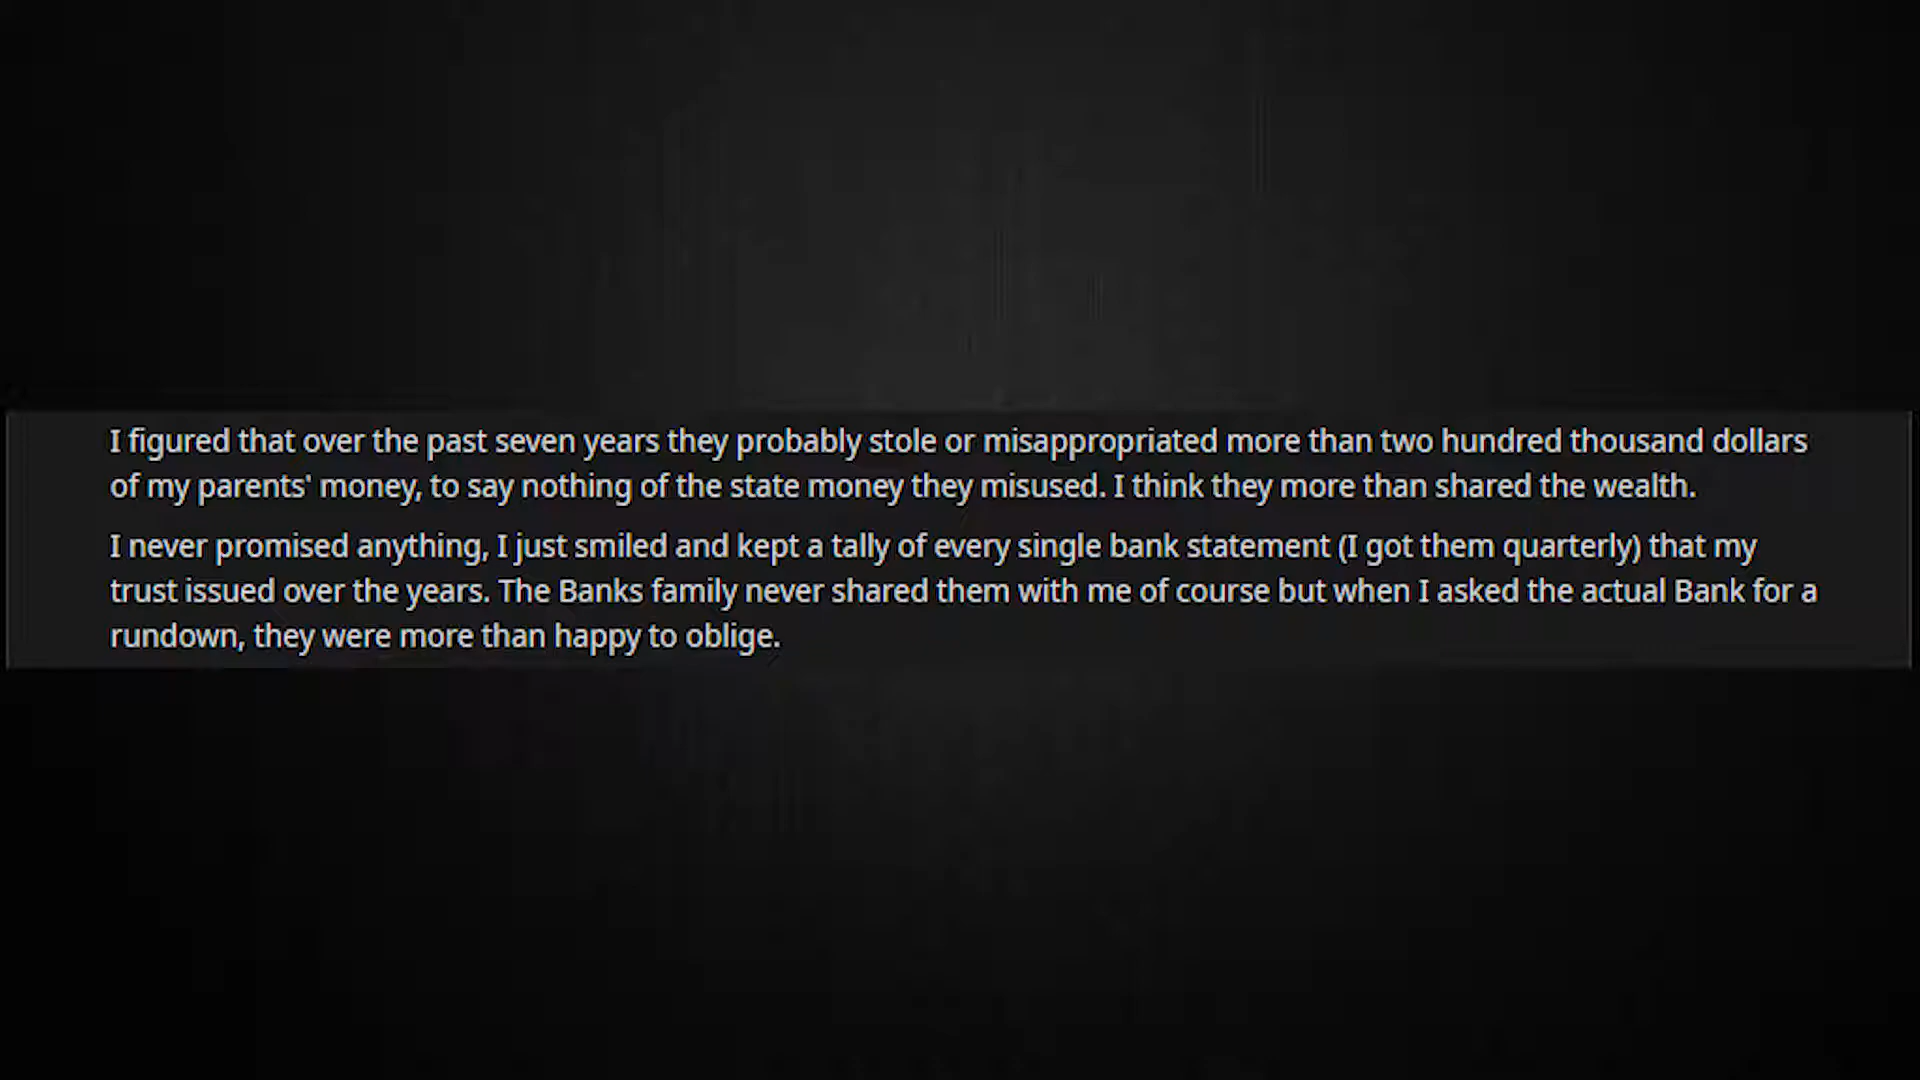 I figured that over the past seven years they probably stole or misappropriated more than two hundred thousand dollars
of my parents' money, to say nothing of the state money they misused. I think they more than shared the wealth.
I never promised anything, I just smiled and kept a tally of every single bank statement (I got them quarterly) that my
trust issued over the years. The Banks family never shared them with me of course but when I asked the actual Bank for a
rundown, they were more than happy to oblige.